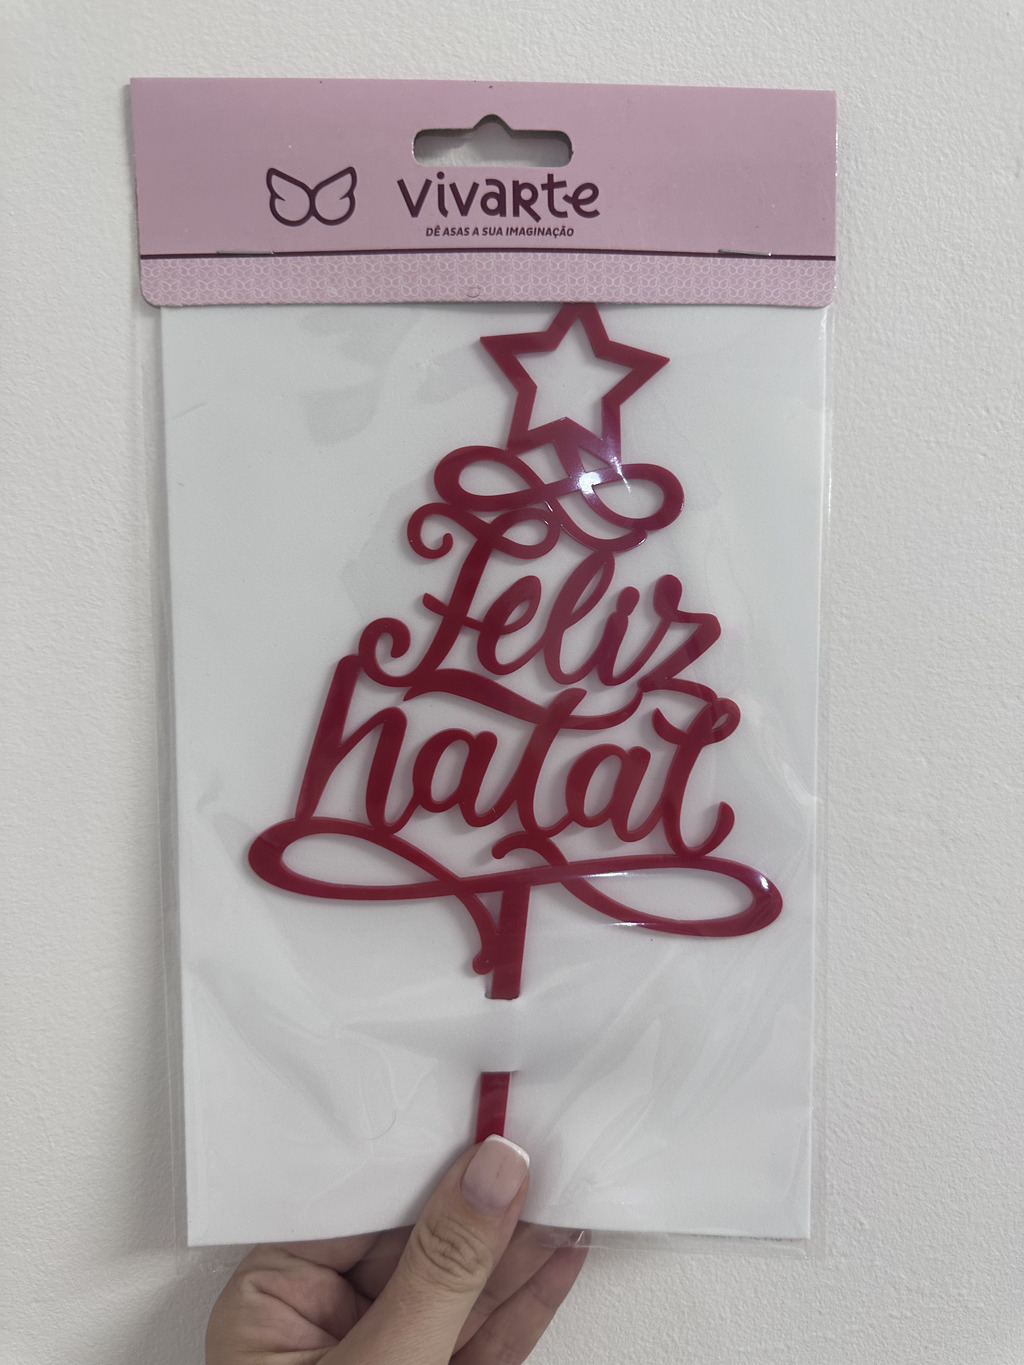 vivarte
DÊ ASAS A SUA IMAGINAÇÃO
Feliz
natal